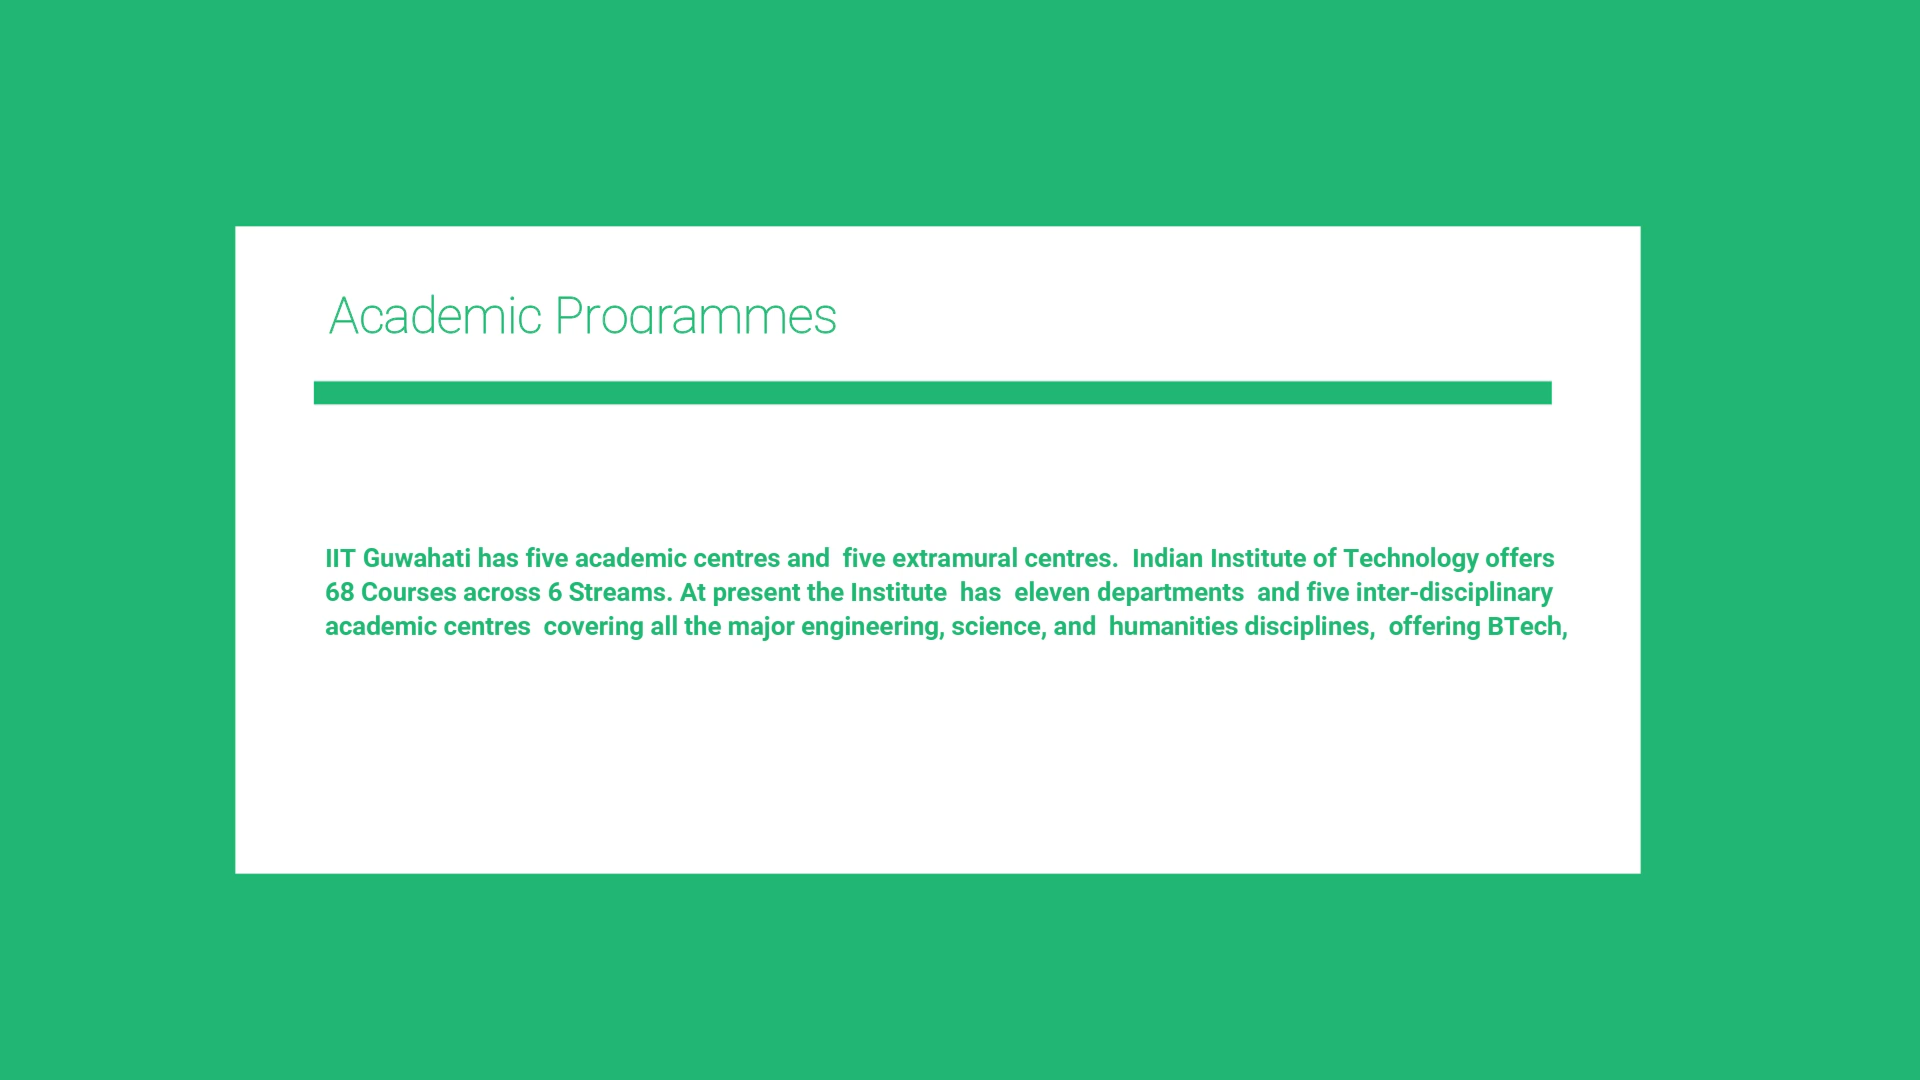 Academic Programmes
IIT Guwahati has five academic centres and  five extramural centres.  Indian Institute of Technology offers
68 Courses across 6 Streams. At present the Institute  has  eleven departments  and five inter-disciplinary
academic centres  covering all the major engineering, science, and  humanities disciplines,  offering BTech,